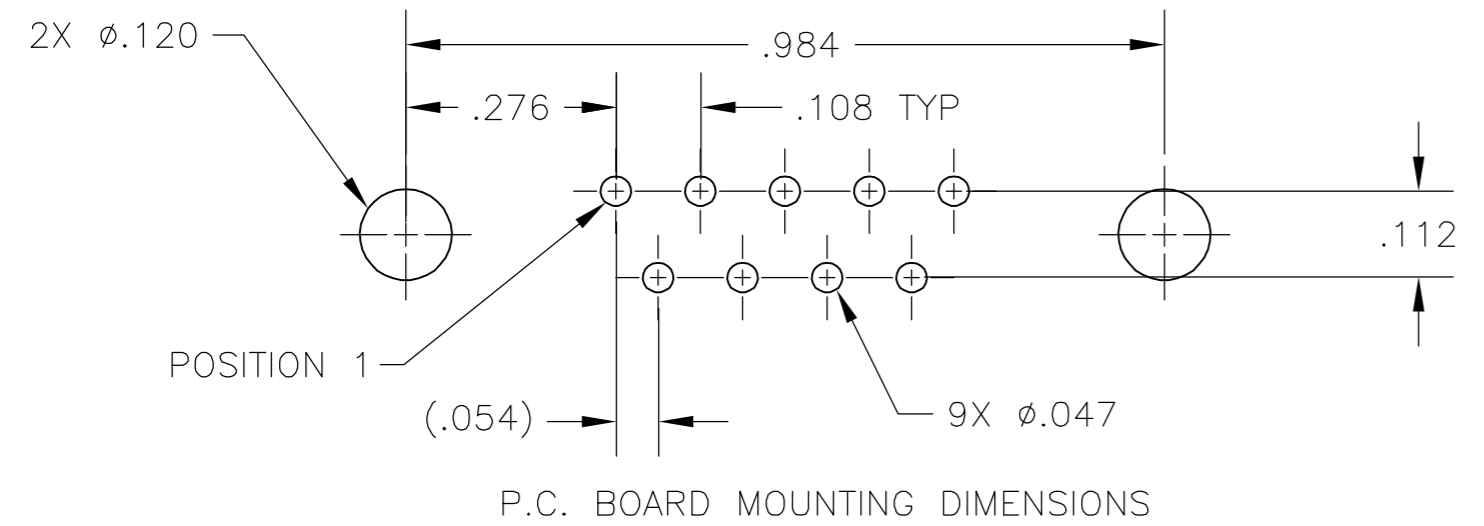 2X ø.120
.984
.276
.108 TYP
.112
POSITION 1
(.054)
9X ø.047
P.C. BOARD MOUNTING DIMENSIONS